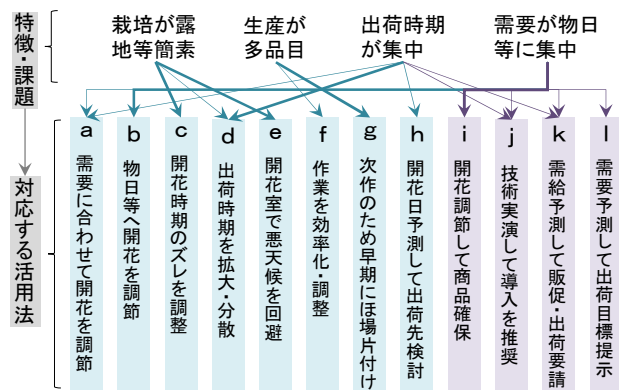 特徴・課題
対応する活用法
栽培が露
地等簡素
生産が
多品目
出荷時期
が集中
需要が物日
等に集中
a
需要に合わせて開花を調節
b
物日等へ開花を調節
c
開花時期のズレを調整
d
出荷時期を拡大・分散
e
開花室で悪天候を回避
f
作業を効率化・調整
g
次作のため早期にほ場片付け
h
開花日予測して出荷先検討
i
開花調節して商品確保
j
技術実演して導入を推奨
k
需給予測して販促・出荷要請
l
需要予測して出荷目標提示